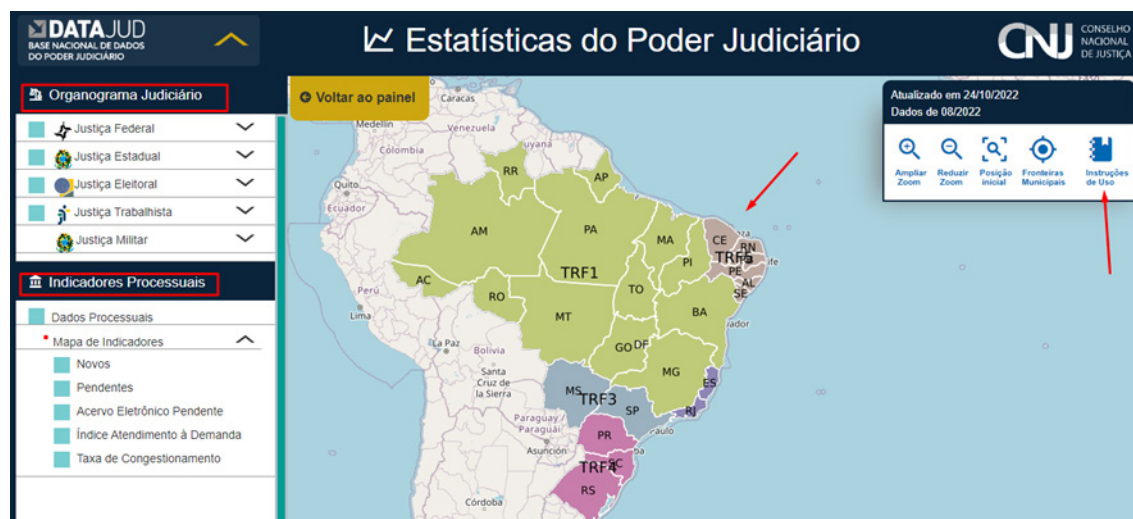 DATAJUD
BASE NACIONAL DE DADOS
DO PODER JUDICIÁRIO
Estatísticas do Poder Judiciário
CNJ
CONSELHO
NACIONAL
DE JUSTIÇA
Organograma Judiciário
Justiça Federal
Justiça Estadual
Justiça Eleitoral
Justiça Trabalhista
Justiça Militar
Indicadores Processuais
Dados Processuais
Mapa de Indicadores
Novos
Pendentes
Acervo Eletrônico Pendente
Índice Atendimento à Demanda
Taxa de Congestionamento
Voltar ao painel
Atualizado em 24/10/2022
Dados de 08/2022
Ampliar Zoom
Reduzir Zoom
Posição inicial
Fronteiras Municipais
Instruções de Uso
Caracas
Medellín
Venezuela
Colombia
Quito
Ecuador
Perú
Lima
La Paz
Bolivia
Santa
Cruz de
la Sierra
Paraguay /
Paraguái
Asunción
Córdoba
RR
AP
AM
PA
MA
CE
RN
TRF5
PE
AL
SE
PI
TRF1
AC
RO
TO
BA
MT
GO
DF
MG
ES
MS
TRF3
SP
RJ
PR
TRF4
SC
RS